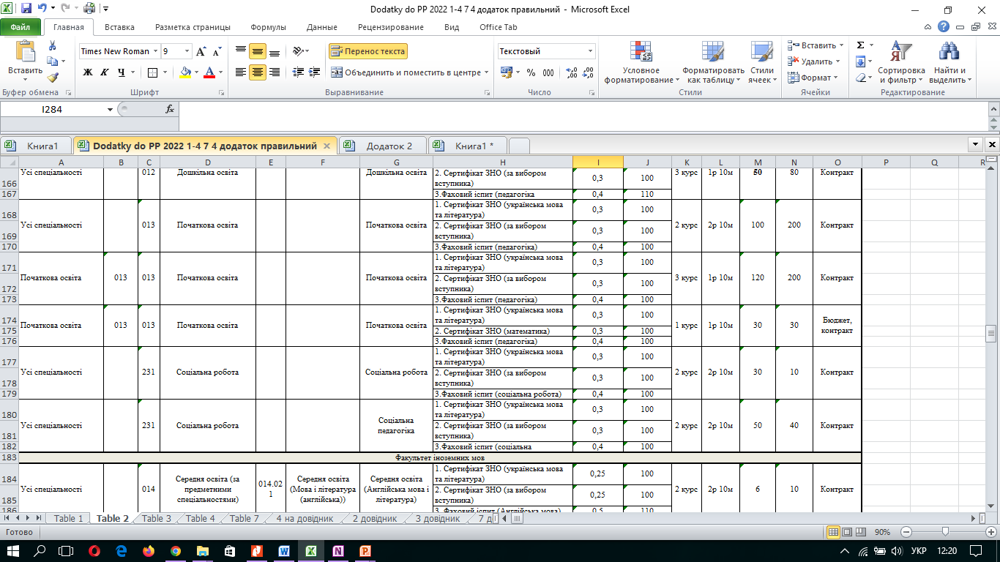 Dodatky do PP 2022 1-4 7 4 додаток правильний - Microsoft Excel
Файл Главная Вставка Разметка страницы Формулы Данные Рецензирование Вид Office Tab
Вставить
Буфер обмена
Times New Roman 9
Ж К Ч
Шрифт
Перенос текста
Объединить и поместить в центре
Выравнивание
Текстовый
% 000
Число
Условное форматирование
Форматировать как таблицу
Стили ячеек
Стили
Вставить
Удалить
Формат
Ячейки
Сортировка и фильтр
Найти и выделить
Редактирование
I284 fx
Книга1 Dodatky do PP 2022 1-4 7 4 додаток правильний Додаток 2 Книга1 *
A B C D E F G H I J K L M N O P Q R
Усі спеціальності 012 Дошкільна освіта Дошкільна освіта 3 курс 1р 10м 50 80 Контракт
166 2. Сертифікат ЗНО (за вибором вступника) 0,3 100
167 3.Фаховий іспит (педагогіка 0,4 110
168 1. Сертифікат ЗНО (українська мова та література) 0,3 100
Усі спеціальності 013 Початкова освіта Початкова освіта 2 курс 2р 10м 100 200 Контракт
169 2. Сертифікат ЗНО (за вибором вступника) 0,3 100
170 3.Фаховий іспит (педагогіка) 0,4 100
171 1. Сертифікат ЗНО (українська мова та література) 0,3 100
Початкова освіта 013 013 Початкова освіта Початкова освіта 3 курс 1р 10м 120 200 Контракт
172 2. Сертифікат ЗНО (за вибором вступника) 0,3 100
173 3.Фаховий іспит (педагогіка) 0,4 100
174 1. Сертифікат ЗНО (українська мова та література) 0,3 100
Початкова освіта 013 013 Початкова освіта Початкова освіта 1 курс 1р 10м 30 30 Бюджет, контракт
175 2. Сертифікат ЗНО (математика) 0,3 100
176 3.Фаховий іспит (педагогіка) 0,4 100
177 1. Сертифікат ЗНО (українська мова та література) 0,3 100
Усі спеціальності 231 Соціальна робота Соціальна робота 2 курс 2р 10м 30 10 Контракт
178 2. Сертифікат ЗНО (за вибором вступника) 0,3 100
179 3.Фаховий іспит (соціальна робота) 0,4 100
180 1. Сертифікат ЗНО (українська мова та література) 0,3 100
Усі спеціальності 231 Соціальна робота Соціальна педагогіка 2 курс 2р 10м 50 40 Контракт
181 2. Сертифікат ЗНО (за вибором вступника) 0,3 100
182 3.Фаховий іспит (соціальна 0,4 100
183 Факультет іноземних мов
184 1. Сертифікат ЗНО (українська мова та література) 0,25 100
Усі спеціальності 014 Середня освіта (за предметними спеціальностями) 014.021 Середня освіта (Мова і література (англійська)) Середня освіта (Англійська мова і література) 2 курс 2р 10м 6 10 Контракт
185 2. Сертифікат ЗНО (за вибором вступника) 0,25 100
186 3. Фаховий іспит (Англійська мова) 0,5 110
Table 1 Table 2 Table 3 Table 4 Table 7 4 на довідник 2 довідник 3 довідник 7 д
Готово 90%
УКР 12:20